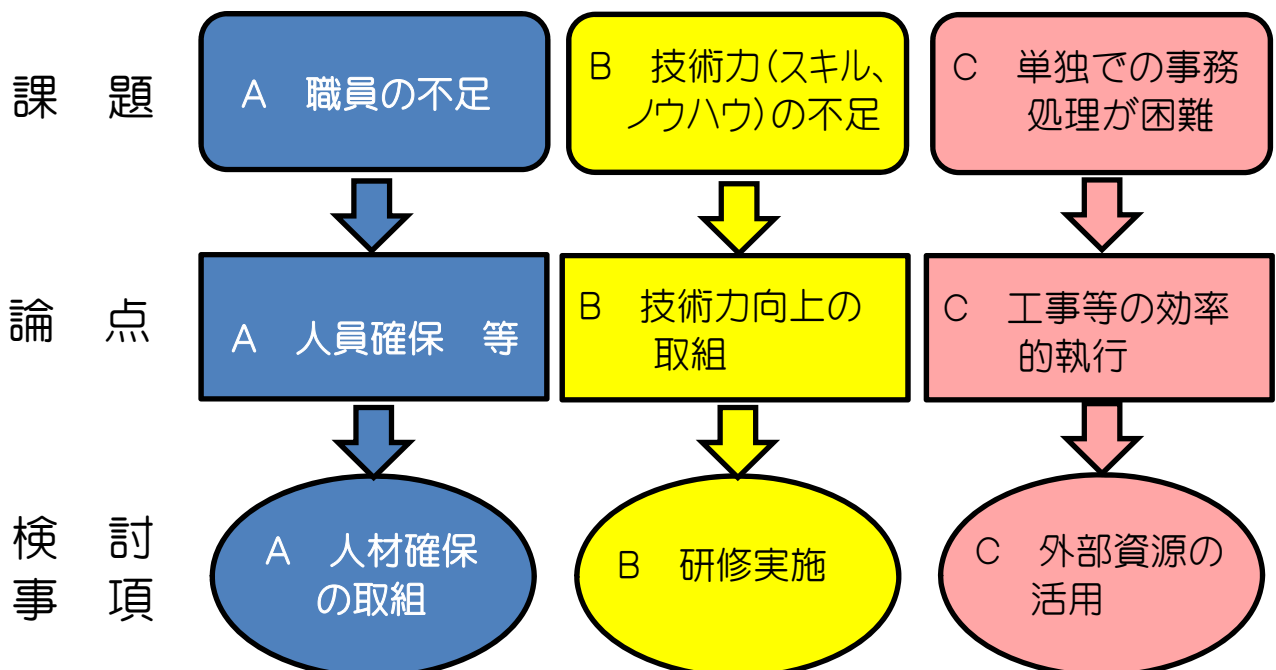 課　題
A　職員の不足
B　技術力（スキル、
ノウハウ）の不足
C　単独での事務
処理が困難
論　点
A　人員確保　等
B　技術力向上の
取組
C　工事等の効率
的執行
検　討
事　項
A　人材確保
の取組
B　研修実施
C　外部資源の
活用